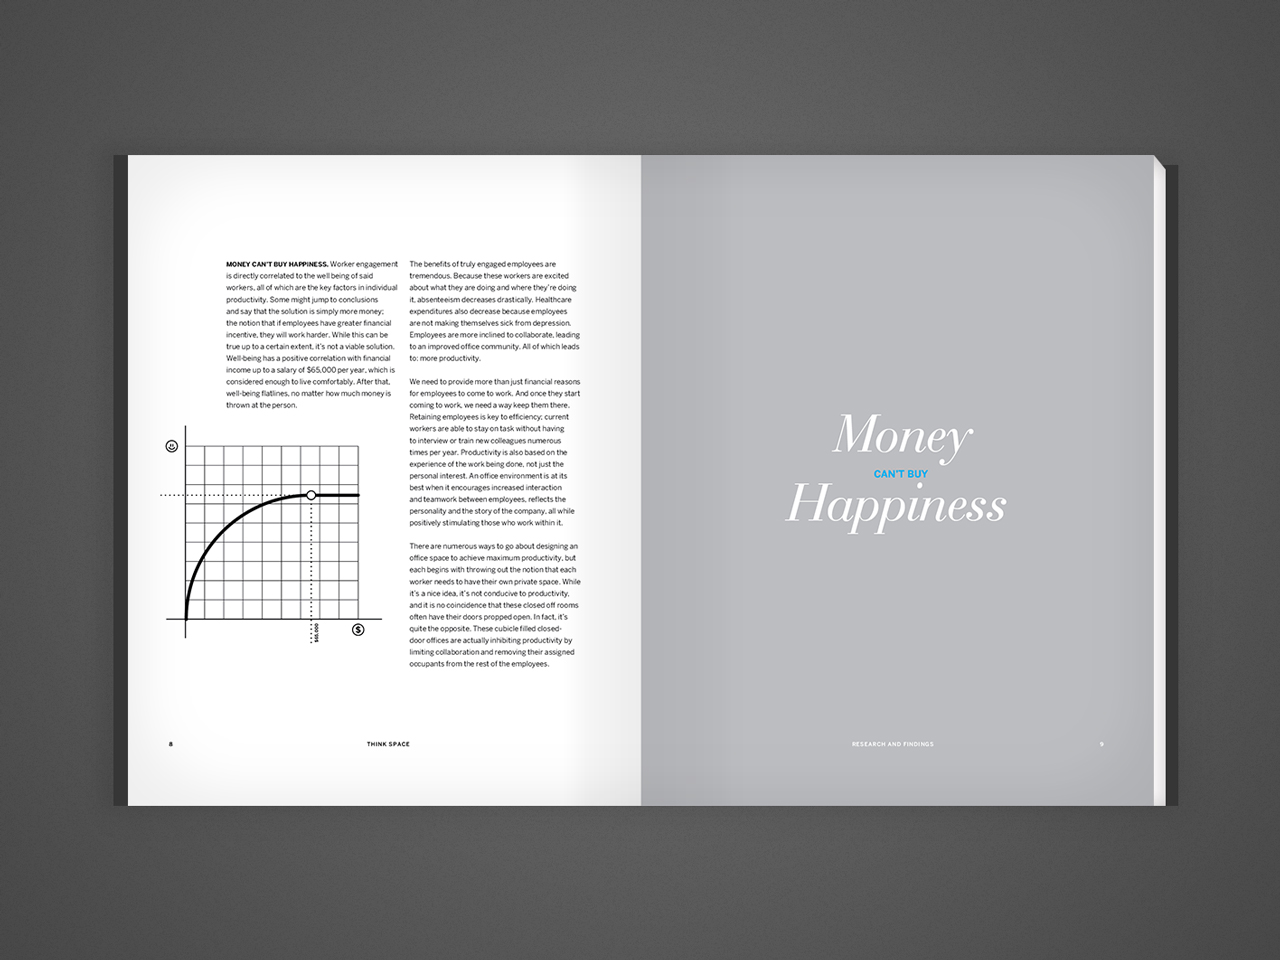 MONEY CAN'T BUY HAPPINESS. Worker engagement
is directly correlated to the well being of said
workers, all of which are the key factors in individual
productivity. Some might jump to conclusions
and say that the solution is simply more money;
the notion that if employees have greater financial
incentive, they will work harder. While this can be
true up to a certain extent, it's not a viable solution.
Well-being has a positive correlation with financial
income up to a salary of $65,000 per year, which is
considered enough to live comfortably. After that,
well-being flatlines, no matter how much money is
thrown at the person.
$
$65,000
The benefits of truly engaged employees are
tremendous. Because these workers are excited
about what they are doing and where they're doing
it, absenteeism decreases drastically. Healthcare
expenditures also decrease because employees
are not making themselves sick from depression.
Employees are more inclined to collaborate, leading
to an improved office community. All of which leads
to: more productivity.
We need to provide more than just financial reasons
for employees to come to work. And once they start
coming to work, we need a way keep them there.
Retaining employees is key to efficiency; current
workers are able to stay on task without having
to interview or train new colleagues numerous
times per year. Productivity is also based on the
experience of the work being done, not just the
personal interest. An office environment is at its
best when it encourages increased interaction
and teamwork between employees, reflects the
personality and the story of the company, all while
positively stimulating those who work within it.
There are numerous ways to go about designing an
office space to achieve maximum productivity, but
each begins with throwing out the notion that each
worker needs to have their own private space. While
it's a nice idea, it's not conducive to productivity,
and it is no coincidence that these closed off rooms
often have their doors propped open. In fact, it's
quite the opposite. These cubicle filled closed-
door offices are actually inhibiting productivity by
limiting collaboration and removing their assigned
occupants from the rest of the employees.
8
THINK SPACE
Money
CAN'T BUY
Happiness
RESEARCH AND FINDINGS
9